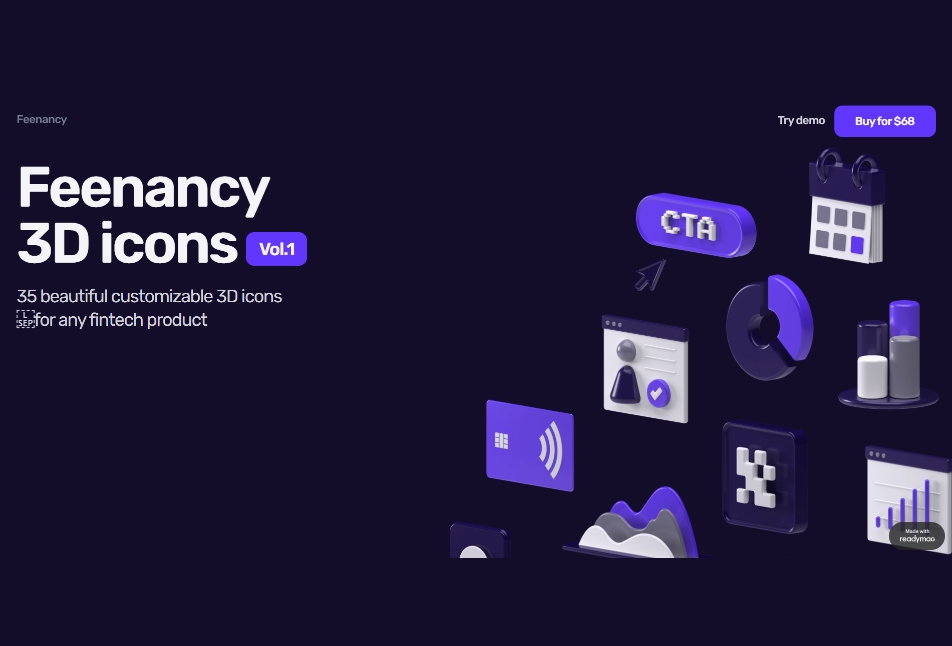 Feenancy
Try demo
Buy for $68
Feenancy
3D icons Vol.1
35 beautiful customizable 3D icons
for any fintech product
CTA
Made with
readymag